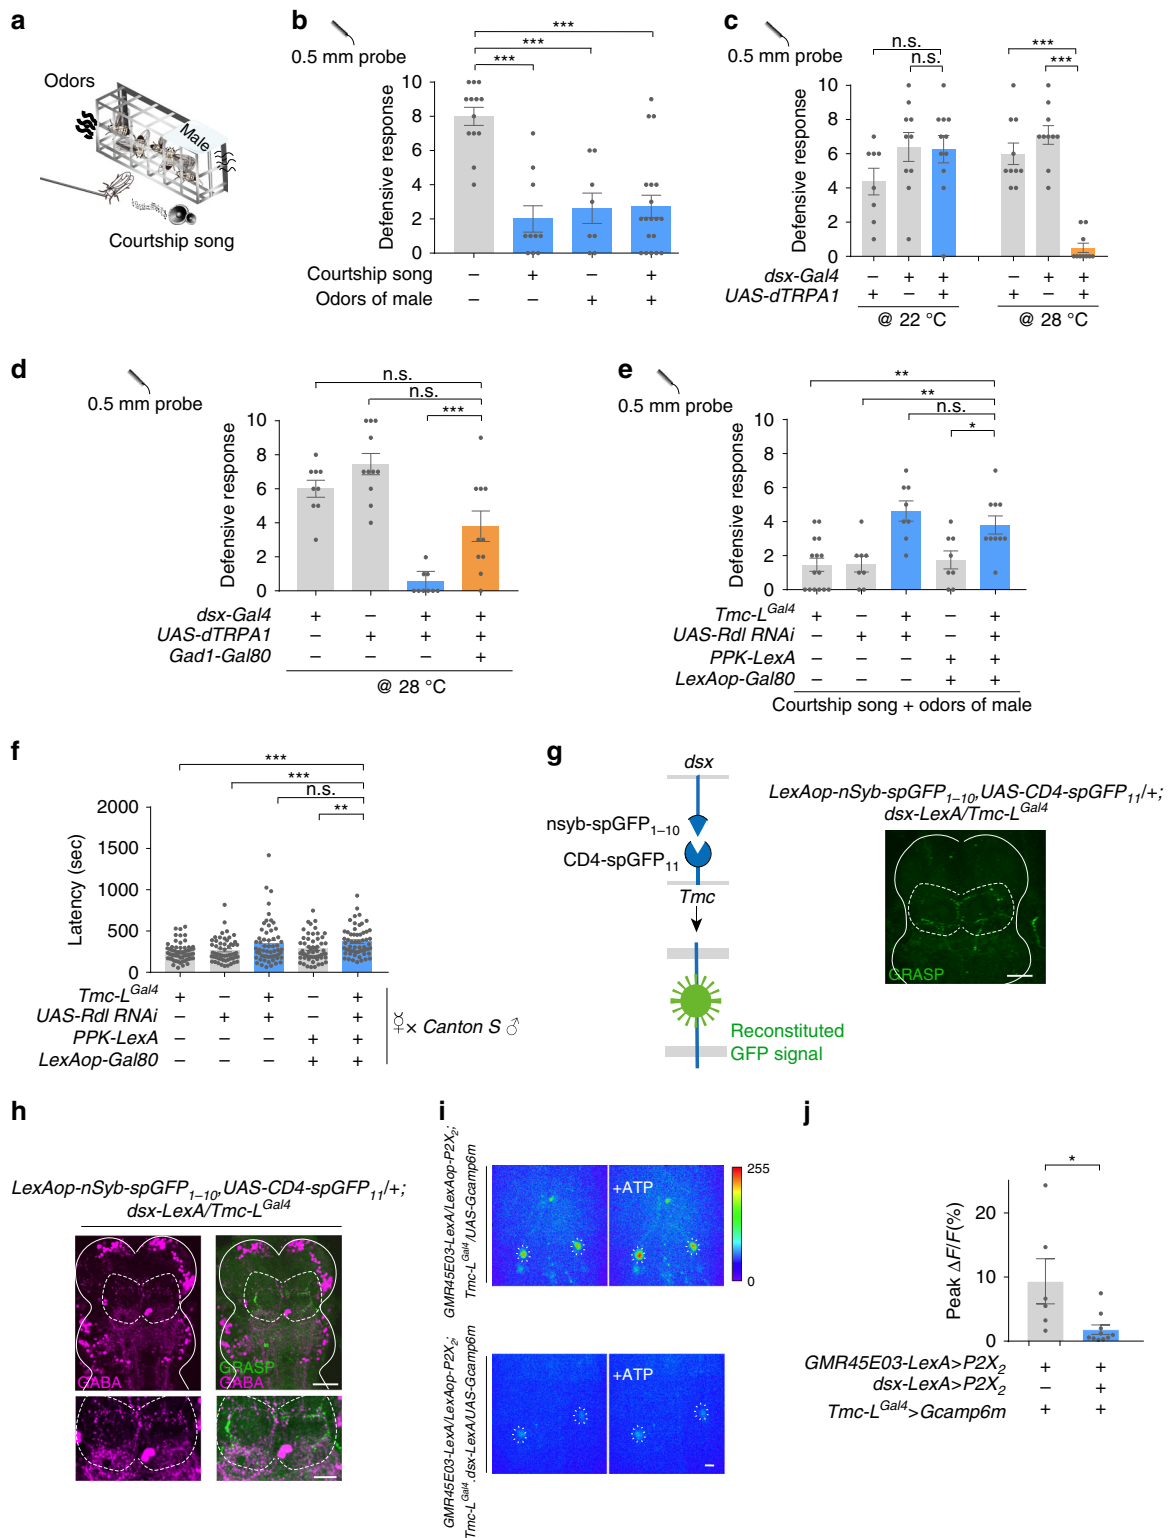 a
Odors
Male
Courtship song
b
0.5 mm probe
***
***
***
Defensive response
10
8
6
4
2
0
Courtship song – + – +
Odors of male – – + +
c
0.5 mm probe
n.s.
n.s.
***
***
Defensive response
10
8
6
4
2
0
dsx-Gal4 – + + – + +
UAS-dTRPA1 + – + + – +
@ 22 °C
@ 28 °C
d
0.5 mm probe
n.s.
n.s.
***
Defensive response
10
8
6
4
2
0
dsx-Gal4 + – + +
UAS-dTRPA1 – + + +
Gad1-Gal80 – – – +
@ 28 °C
e
0.5 mm probe
**
**
n.s.
*
Defensive response
10
8
6
4
2
0
Tmc-L^Gal4 + – + – +
UAS-Rdl RNAi – + + – +
PPK-LexA – – – + +
LexAop-Gal80 – – – + +
Courtship song + odors of male
f
***
***
n.s.
**
Latency (sec)
2000
1500
1000
500
0
Tmc-L^Gal4 + – + – +
UAS-Rdl RNAi – + + – +
PPK-LexA – – – + +
LexAop-Gal80 – – – + +
☿ × Canton S ♂
g
dsx
nsyb-spGFP1–10
CD4-spGFP11
Tmc
Reconstituted
GFP signal
LexAop-nSyb-spGFP1–10,UAS-CD4-spGFP11/+;
dsx-LexA/Tmc-L^Gal4
GRASP
h
LexAop-nSyb-spGFP1–10,UAS-CD4-spGFP11/+;
dsx-LexA/Tmc-L^Gal4
GRASP
GABA
GABA
i
GMR45E03-LexA/LexAop-P2X2;
Tmc-L^Gal4/UAS-Gcamp6m
+ATP
255
0
GMR45E03-LexA/LexAop-P2X2;
Tmc-L^Gal4.dsx-LexA/UAS-Gcamp6m
+ATP
j
*
Peak ΔF/F(%)
20
10
0
GMR45E03-LexA>P2X2 + +
dsx-LexA>P2X2 – +
Tmc-L^Gal4>Gcamp6m + +